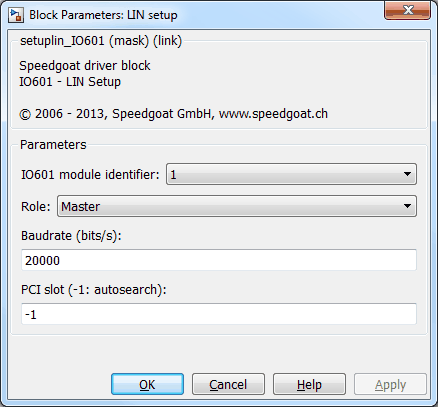 Block Parameters: LIN setup
setuplin_IO601 (mask) (link)
Speedgoat driver block
IO601 - LIN Setup
© 2006 - 2013, Speedgoat GmbH, www.speedgoat.ch
Parameters
IO601 module identifier: 1
Role: Master
Baudrate (bits/s):
20000
PCI slot (-1: autosearch):
-1
OK Cancel Help Apply